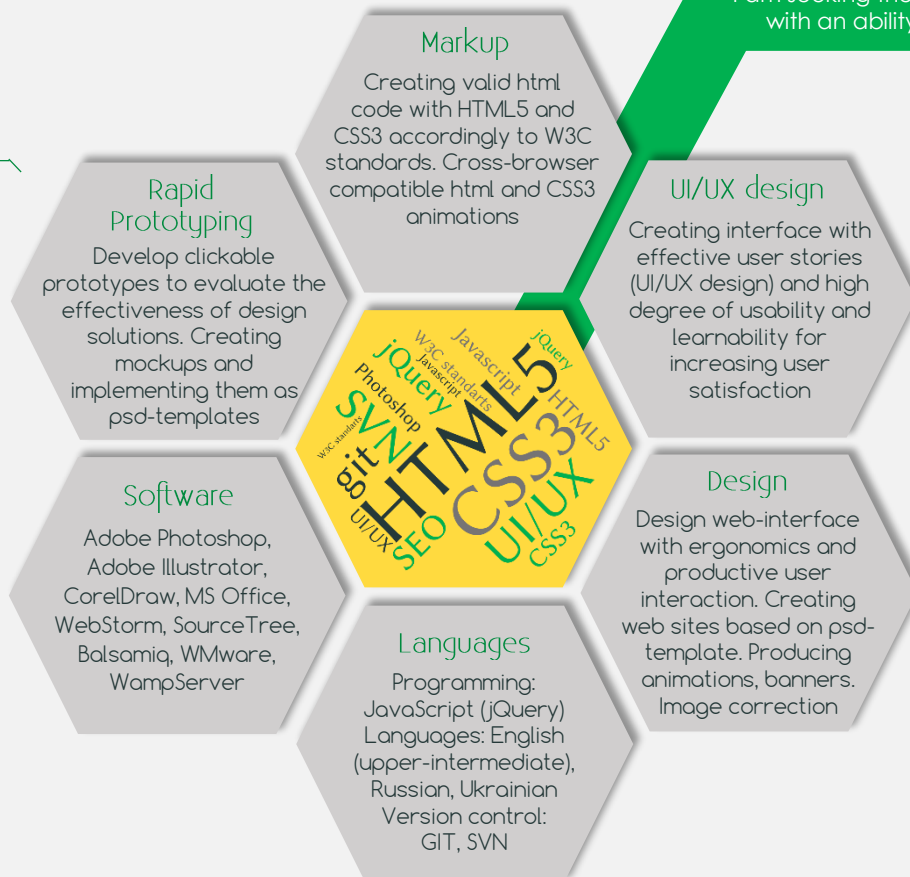 with an ability
Markup
Creating valid html
code with HTML5 and
CSS3 accordingly to W3C
standards. Cross-browser
compatible html and CSS3
animations
Rapid
Prototyping
Develop clickable
prototypes to evaluate the
effectiveness of design
solutions. Creating
mockups and
implementing them as
psd-templates
UI/UX design
Creating interface with
effective user stories
(UI/UX design) and high
degree of usability and
learnability for
increasing user
satisfaction
jQuery
Javascript
W3C standarts
Javascript
jQuery
Photoshop
HTML5
HTML5
SVN
W3C standarts
git
CSS3
UI/UX
SEO
UI/UX
CSS3
Software
Adobe Photoshop,
Adobe Illustrator,
CorelDraw, MS Office,
WebStorm, SourceTree,
Balsamiq, WMware,
WampServer
Design
Design web-interface
with ergonomics and
productive user
interaction. Creating
web sites based on psd-
template. Producing
animations, banners.
Image correction
Languages
Programming:
JavaScript (jQuery)
Languages: English
(upper-intermediate),
Russian, Ukrainian
Version control:
GIT, SVN